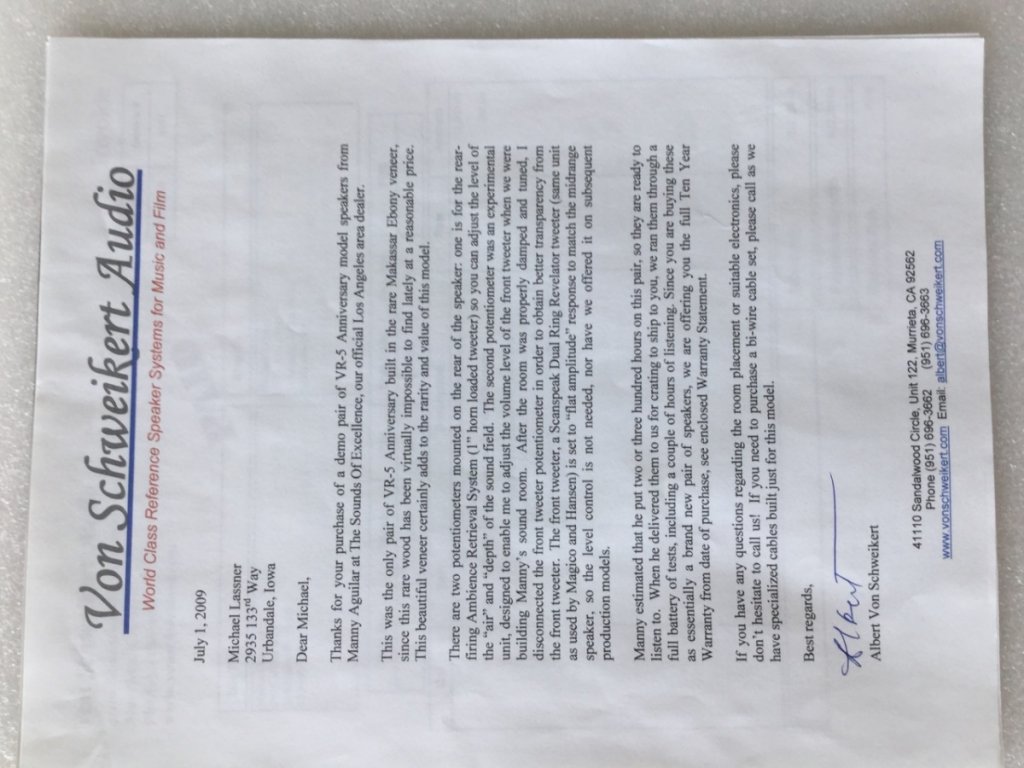 Von Schweikert Audio
World Class Reference Speaker Systems for Music and Film
July 1, 2009
Michael Lassner
2935 133rd Way
Urbandale, Iowa
Dear Michael,
Thanks for your purchase of a demo pair of VR-5 Anniversary model speakers from
Manny Aguilar at The Sounds Of Excellence, our official Los Angeles area dealer.
This was the only pair of VR-5 Anniversary built in the rare Makassar Ebony veneer,
since this rare wood has been virtually impossible to find lately at a reasonable price.
This beautiful veneer certainly adds to the rarity and value of this model.
There are two potentiometers mounted on the rear of the speaker: one is for the rear-
firing Ambience Retrieval System (1" horn loaded tweeter) so you can adjust the level of
the "air" and "depth" of the sound field. The second potentiometer was an experimental
unit, designed to enable me to adjust the volume level of the front tweeter when we were
building Manny's sound room. After the room was properly damped and tuned, I
disconnected the front tweeter potentiometer in order to obtain better transparency from
the front tweeter. The front tweeter, a Scanspeak Dual Ring Revelator tweeter (same unit
as used by Magico and Hansen) is set to "flat amplitude" response to match the midrange
speaker, so the level control is not needed, nor have we offered it on subsequent
production models.
Manny estimated that he put two or three hundred hours on this pair, so they are ready to
listen to. When he delivered them to us for crating to ship to you, we ran them through a
full battery of tests, including a couple of hours of listening. Since you are buying these
as essentially a brand new pair of speakers, we are offering you the full Ten Year
Warranty from date of purchase, see enclosed Warranty Statement.
If you have any questions regarding the room placement or suitable electronics, please
don't hesitate to call us! If you need to purchase a bi-wire cable set, please call as we
have specialized cables built just for this model.
Best regards,
Albert
Albert Von Schweikert
41110 Sandalwood Circle, Unit 122, Murrieta, CA 92562
Phone (951) 696-3662 (951) 696-3663
www.vonschweikert.com Email: albert@vonschweikert.com